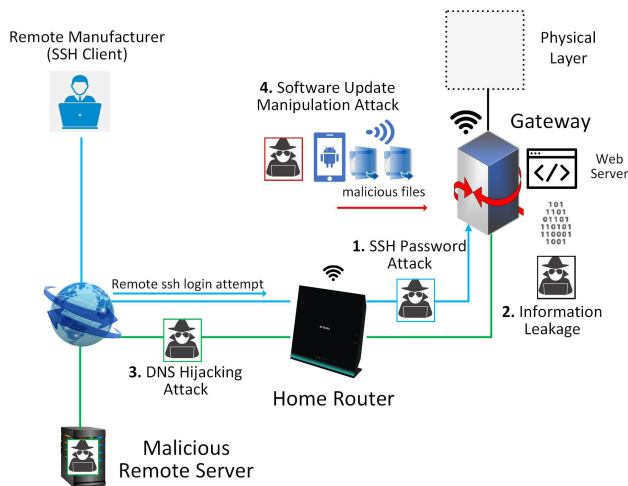 Remote Manufacturer
(SSH Client)
Physical
Layer
4. Software Update
Manipulation Attack
malicious files
Gateway
</>
Web
Server
101
1101
01101
110101
110001
1001
1. SSH Password
Attack
Remote ssh login attempt
2. Information
Leakage
NETGEAR
3. DNS Hijacking
Attack
Home Router
Malicious
Remote Server